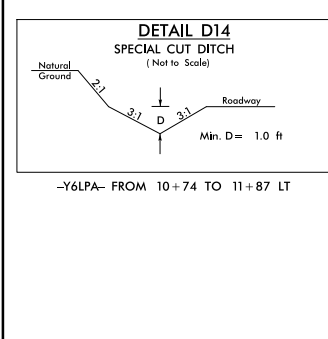 DETAIL D14
SPECIAL CUT DITCH
( Not to Scale)
Natural
Ground
2:1
3:1
D
3:1
Roadway
Min. D= 1.0 ft
–Y6LPA– FROM 10+74 TO 11+87 LT